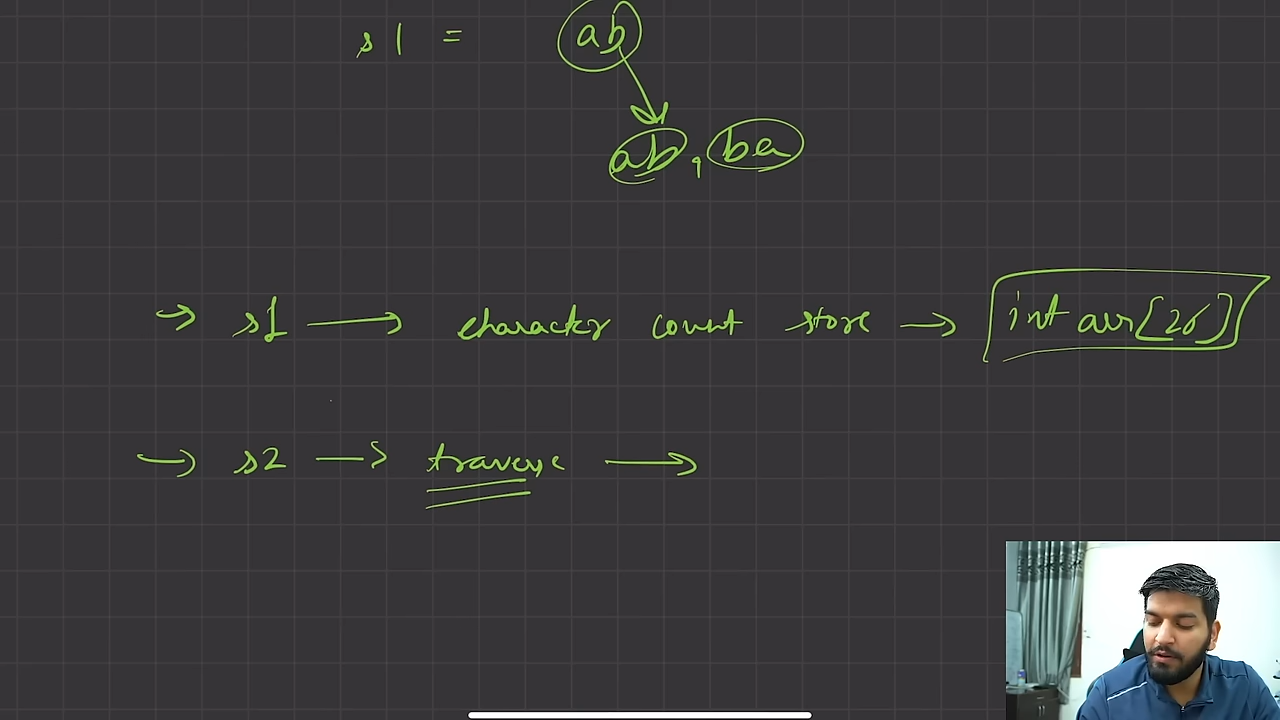 s1 = ab
ab, ba
→ s1 → character count store → int arr[26]
→ s2 → traverse →